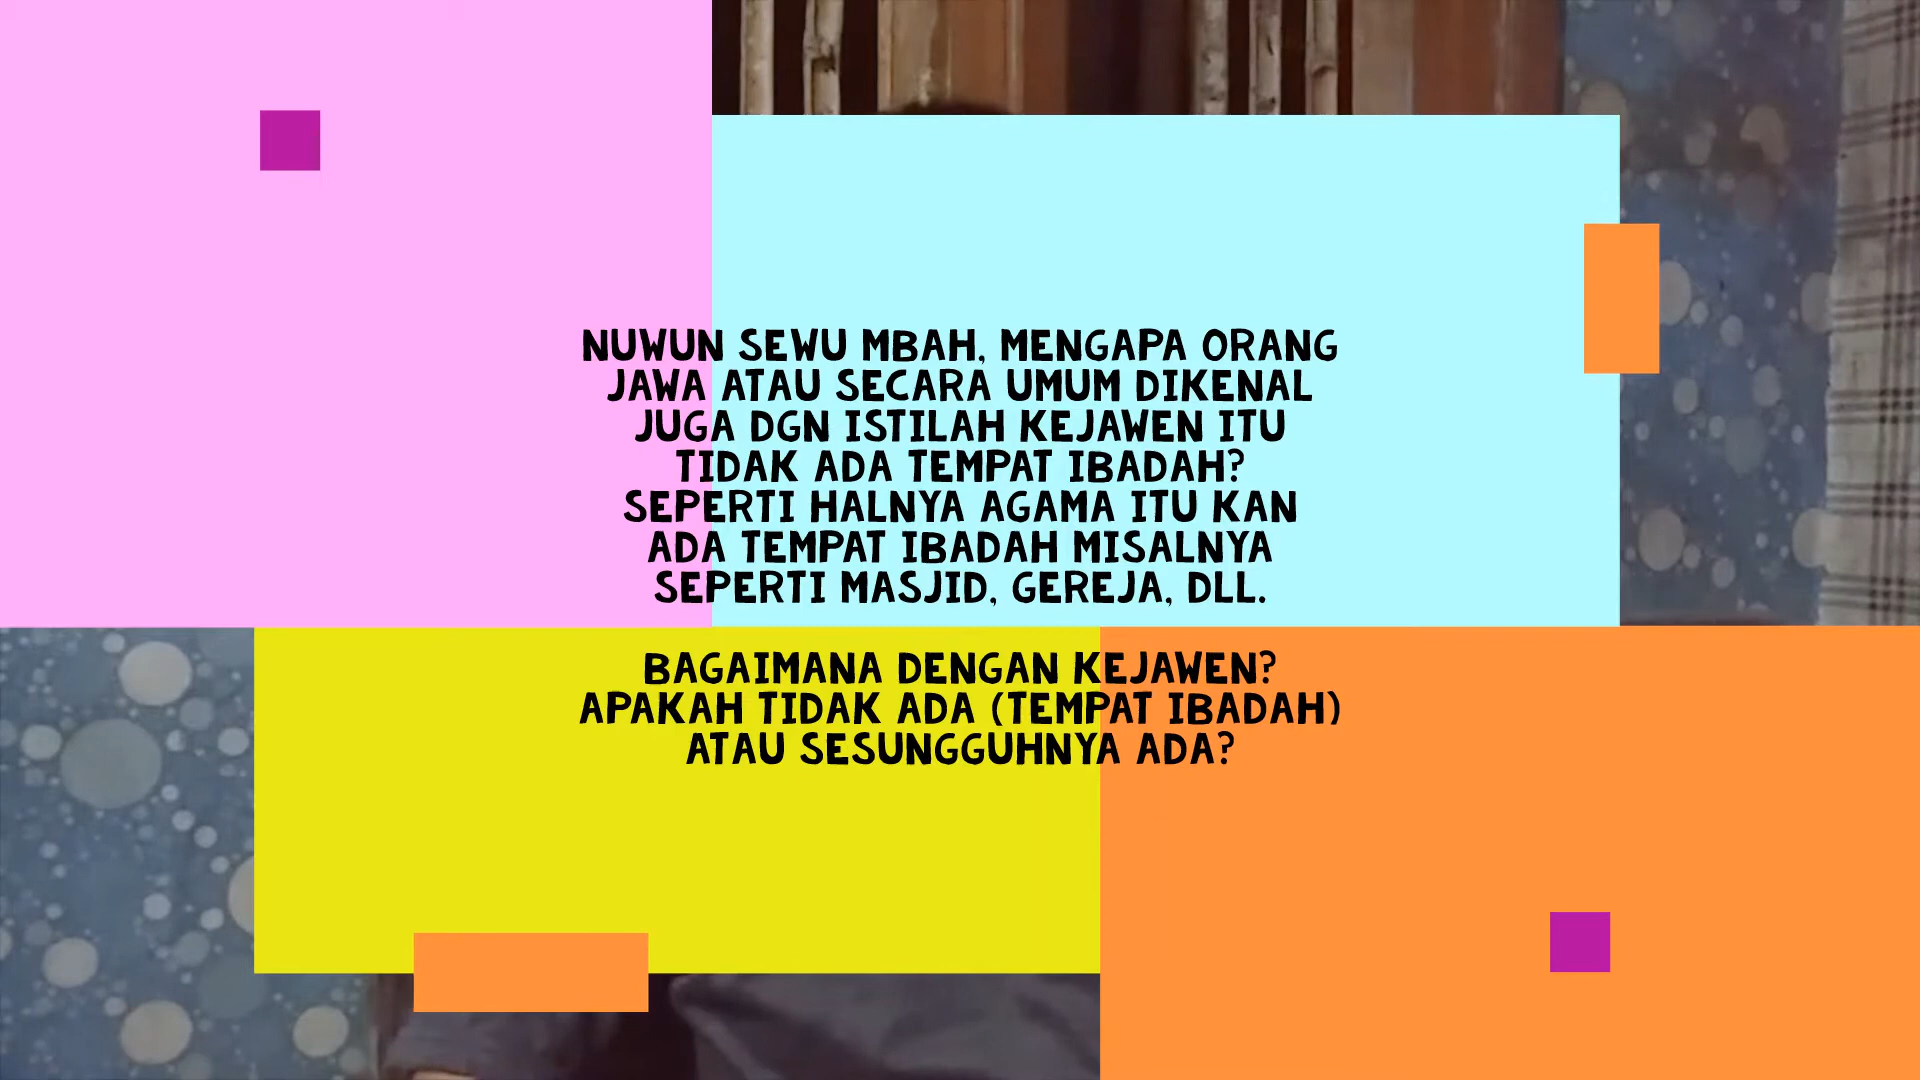 NUWUN SEWU MBAH, MENGAPA ORANG
JAWA ATAU SECARA UMUM DIKENAL
JUGA DGN ISTILAH KEJAWEN ITU
TIDAK ADA TEMPAT IBADAH?
SEPERTI HALNYA AGAMA ITU KAN
ADA TEMPAT IBADAH MISALNYA
SEPERTI MASJID, GEREJA, DLL.
BAGAIMANA DENGAN KEJAWEN?
APAKAH TIDAK ADA (TEMPAT IBADAH)
ATAU SESUNGGUHNYA ADA?